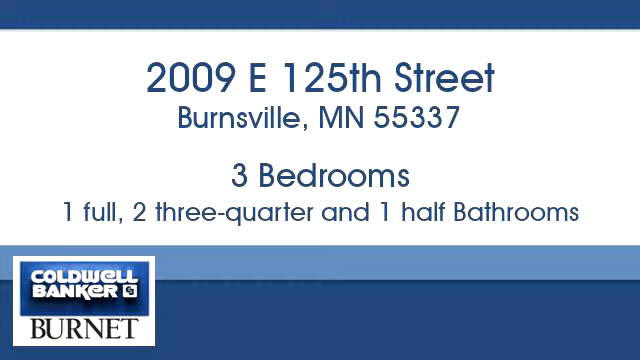 2009 E 125th Street
Burnsville, MN 55337
3 Bedrooms
1 full, 2 three-quarter and 1 half Bathrooms
COLDWELL
BANKER CB
BURNET